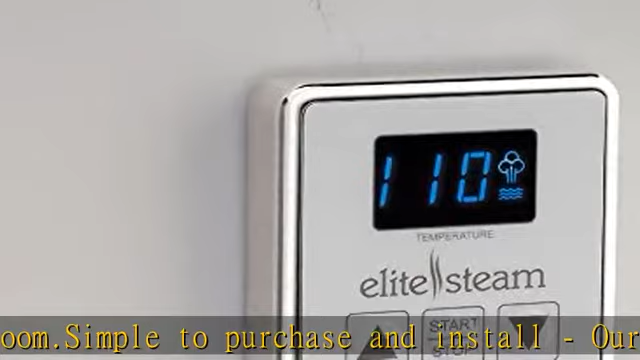 110
TEMPERATURE
elite steam
START
STOP
oom.Simple to purchase and install - Our